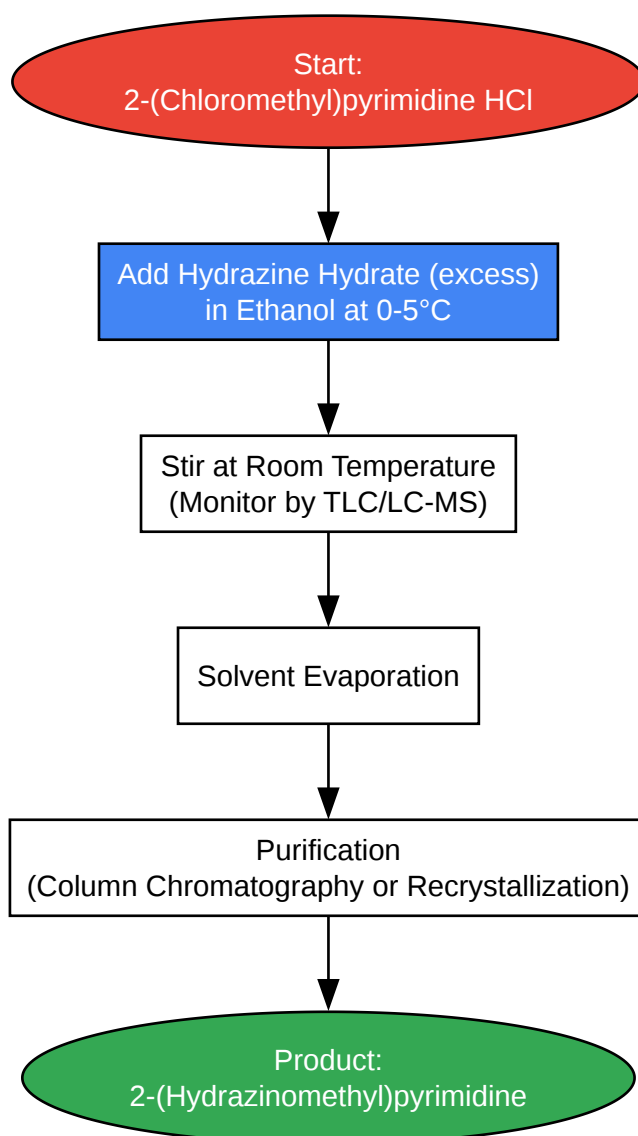 Start:
2-(Chloromethyl)pyrimidine HCl
Add Hydrazine Hydrate (excess)
in Ethanol at 0-5°C
Stir at Room Temperature
(Monitor by TLC/LC-MS)
Solvent Evaporation
Purification
(Column Chromatography or Recrystallization)
Product:
2-(Hydrazinomethyl)pyrimidine